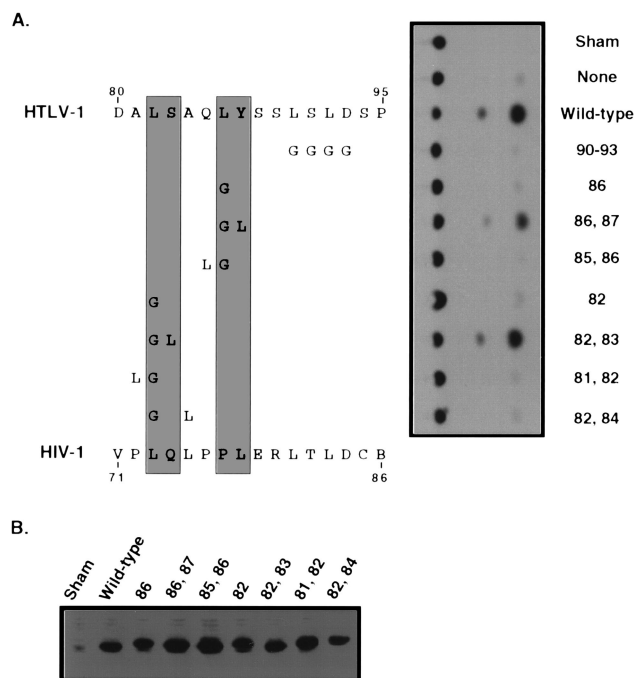 A.
80 95
HTLV-1 D A L S A Q L Y S S L S L D S P
G G G G
G
G L
L G
G
G L
L G
G L
HIV-1 V P L Q L P P L E R L T L D C B
71 86
Sham
None
Wild-type
90-93
86
86, 87
85, 86
82
82, 83
81, 82
82, 84
B.
Sham Wild-type 86 86, 87 85, 86 82 82, 83 81, 82 82, 84